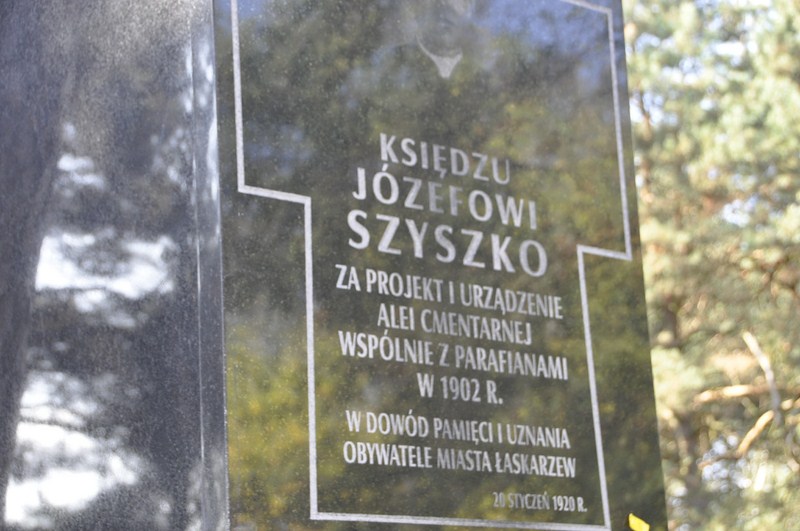 KSIĘDZU
JÓZEFOWI
SZYSZKO
ZA PROJEKT I URZĄDZENIE
ALEI CMENTARNEJ
WSPÓLNIE Z PARAFIANAMI
W 1902 R.
W DOWÓD PAMIĘCI I UZNANIA
OBYWATELE MIASTA ŁASKARZEW
20 STYCZEŃ 1920 R.